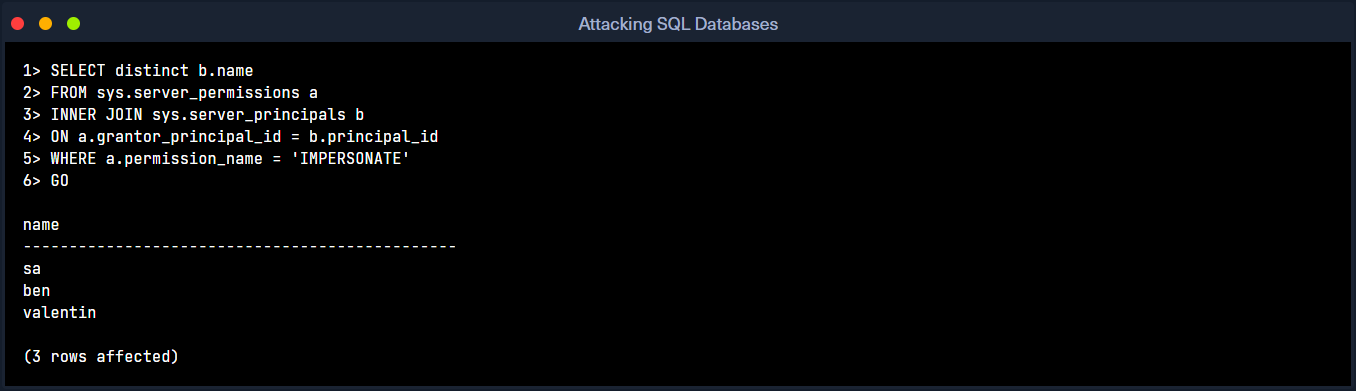 Attacking SQL Databases
1> SELECT distinct b.name
2> FROM sys.server_permissions a
3> INNER JOIN sys.server_principals b
4> ON a.grantor_principal_id = b.principal_id
5> WHERE a.permission_name = 'IMPERSONATE'
6> GO
name
-----------------------------------------------
sa
ben
valentin
(3 rows affected)